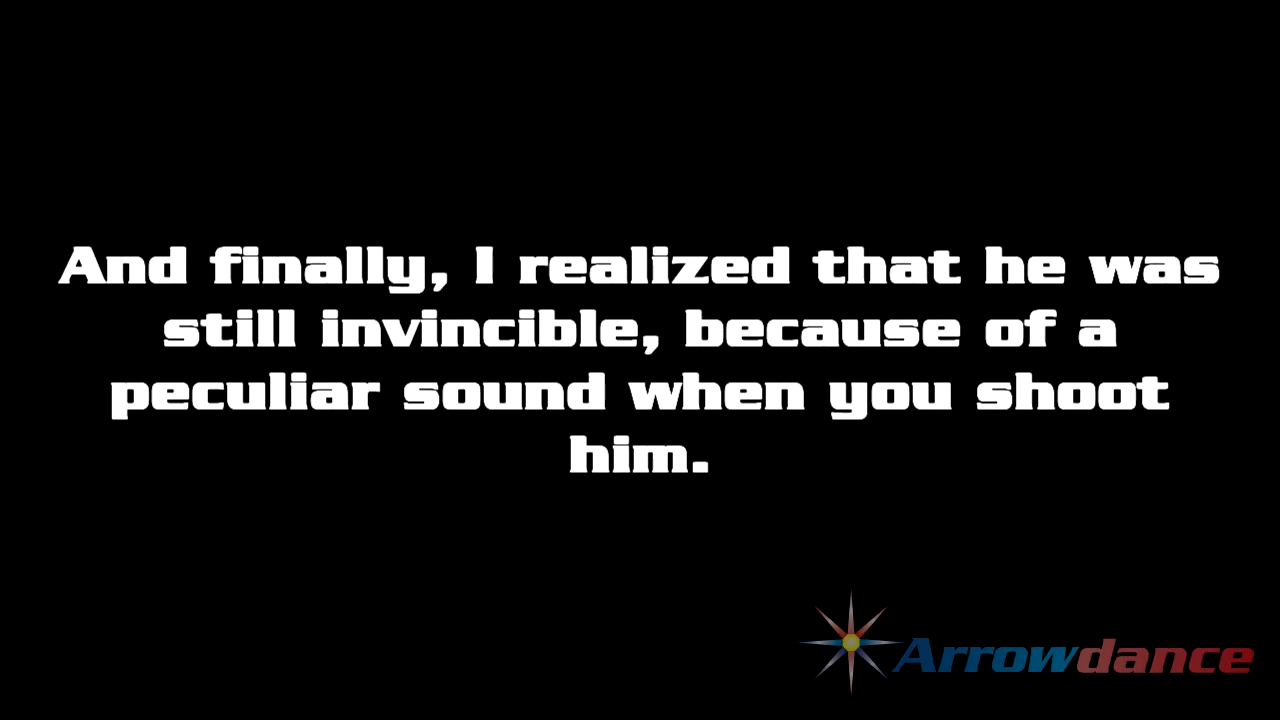 And finally, I realized that he was
still invincible, because of a
peculiar sound when you shoot
him.
Arrowdance